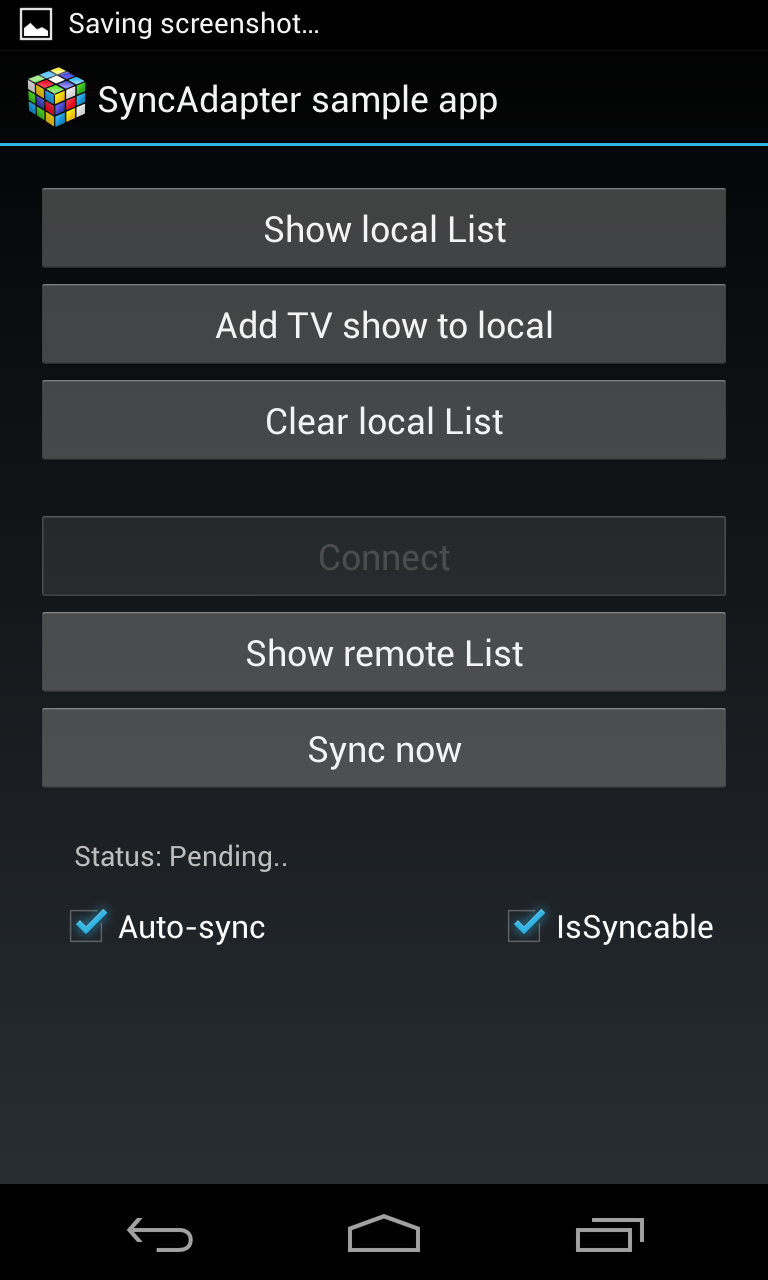 Saving screenshot...
SyncAdapter sample app
Show local List
Add TV show to local
Clear local List
Connect
Show remote List
Sync now
Status: Pending..
Auto-sync
IsSyncable